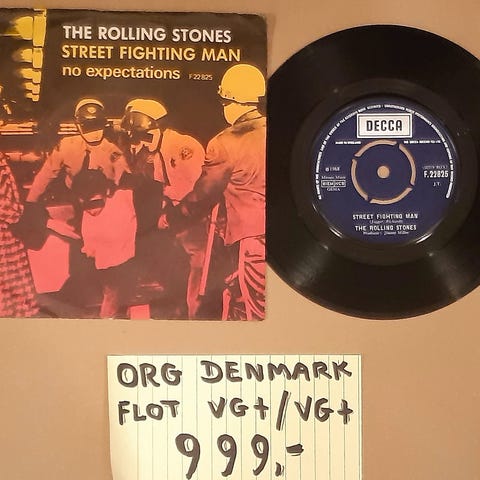 THE ROLLING STONES
STREET FIGHTING MAN
no expectations F 22825
DECCA
℗ 1968
F. 22825
STREET FIGHTING MAN
THE ROLLING STONES
ORG DENMARK
FLOT VG+/VG+
999,-